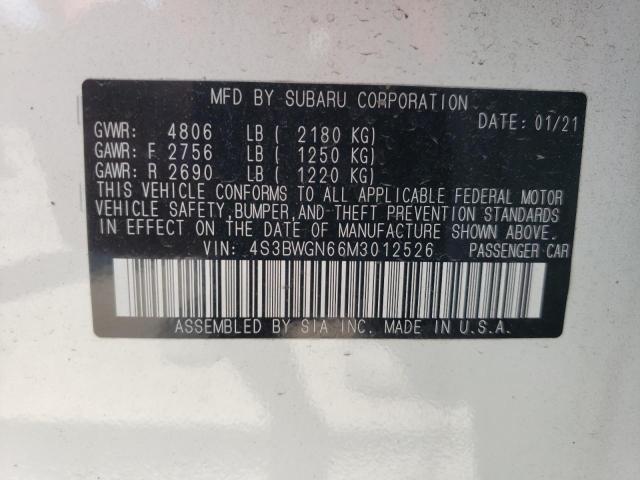 MFD BY SUBARU CORPORATION
DATE: 01/21
GVWR: 4806 LB ( 2180 KG)
GAWR: F 2756 LB ( 1250 KG)
GAWR: R 2690 LB ( 1220 KG)
THIS VEHICLE CONFORMS TO ALL APPLICABLE FEDERAL MOTOR
VEHICLE SAFETY, BUMPER, AND THEFT PREVENTION STANDARDS
IN EFFECT ON THE DATE OF MANUFACTURE SHOWN ABOVE.
VIN: 4S3BWGN66M3012526 PASSENGER CAR
ASSEMBLED BY SIA INC. MADE IN U.S.A.